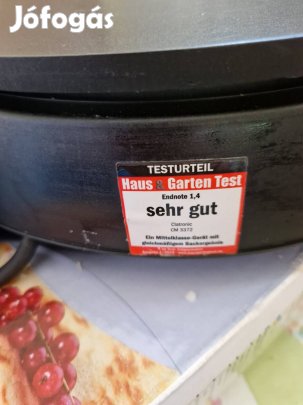 Jófogás
TESTURTEIL
Haus & Garten Test
Endnote 1,4
sehr gut
Clatronic
CM 3372
Ein Mittelklasse-Gerät mit
gleichmäßigem Backergebnis